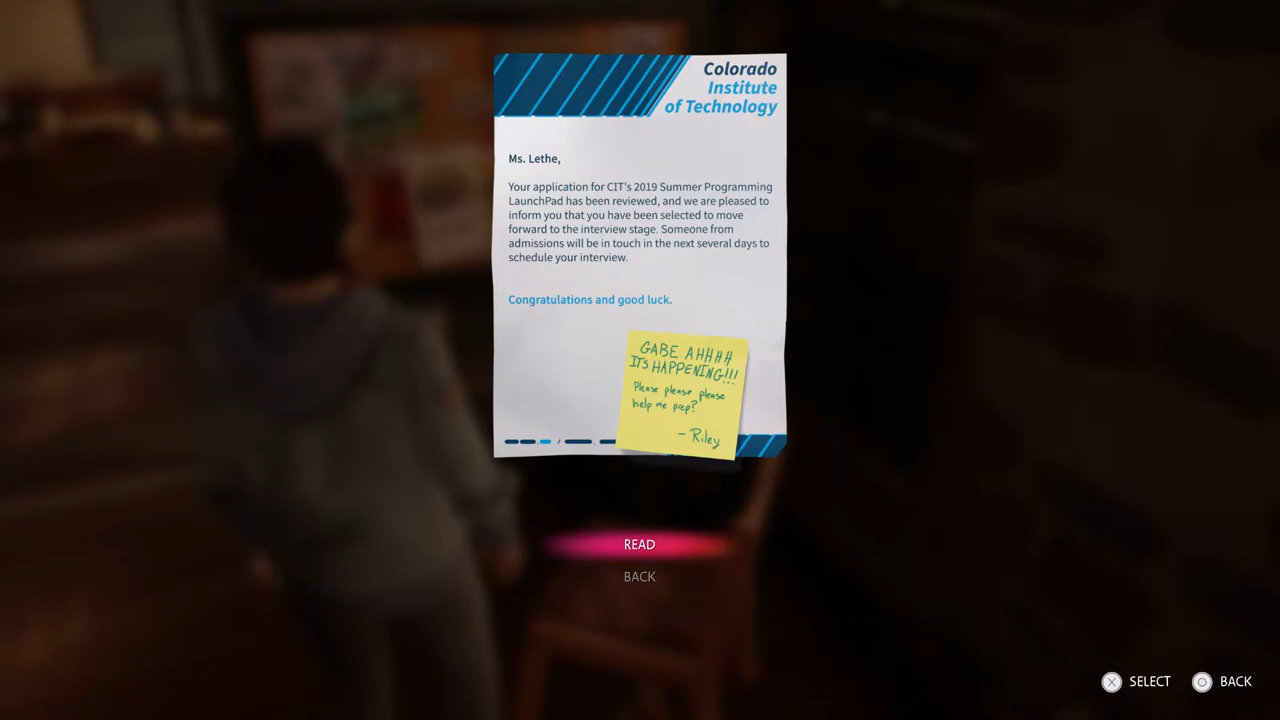 Colorado
Institute
of Technology
Ms. Lethe,
Your application for CIT's 2019 Summer Programming
LaunchPad has been reviewed, and we are pleased to
inform you that you have been selected to move
forward to the interview stage. Someone from
admissions will be in touch in the next several days to
schedule your interview.
Congratulations and good luck.
GABE AHHHH
ITS HAPPENING!!!
Please please please
help me prep?
- Riley
READ
BACK
SELECT
BACK